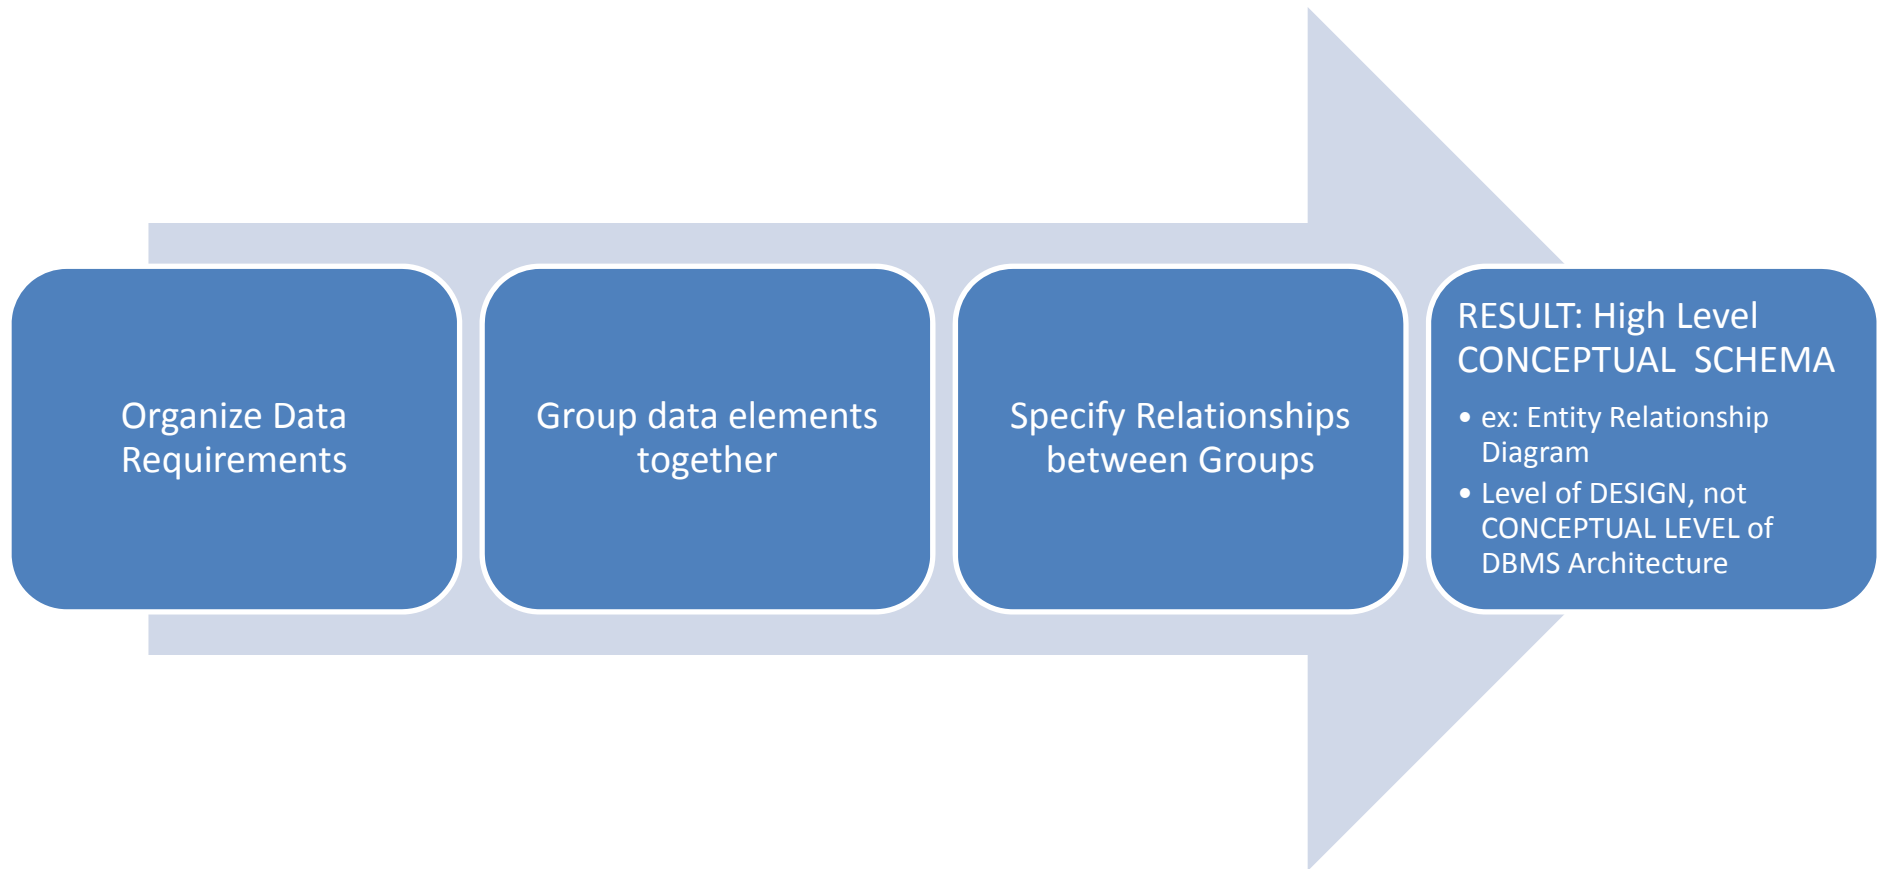 Organize Data
Requirements
Group data elements
together
Specify Relationships
between Groups
RESULT: High Level
CONCEPTUAL  SCHEMA
• ex: Entity Relationship
Diagram
• Level of DESIGN, not
CONCEPTUAL LEVEL of
DBMS Architecture